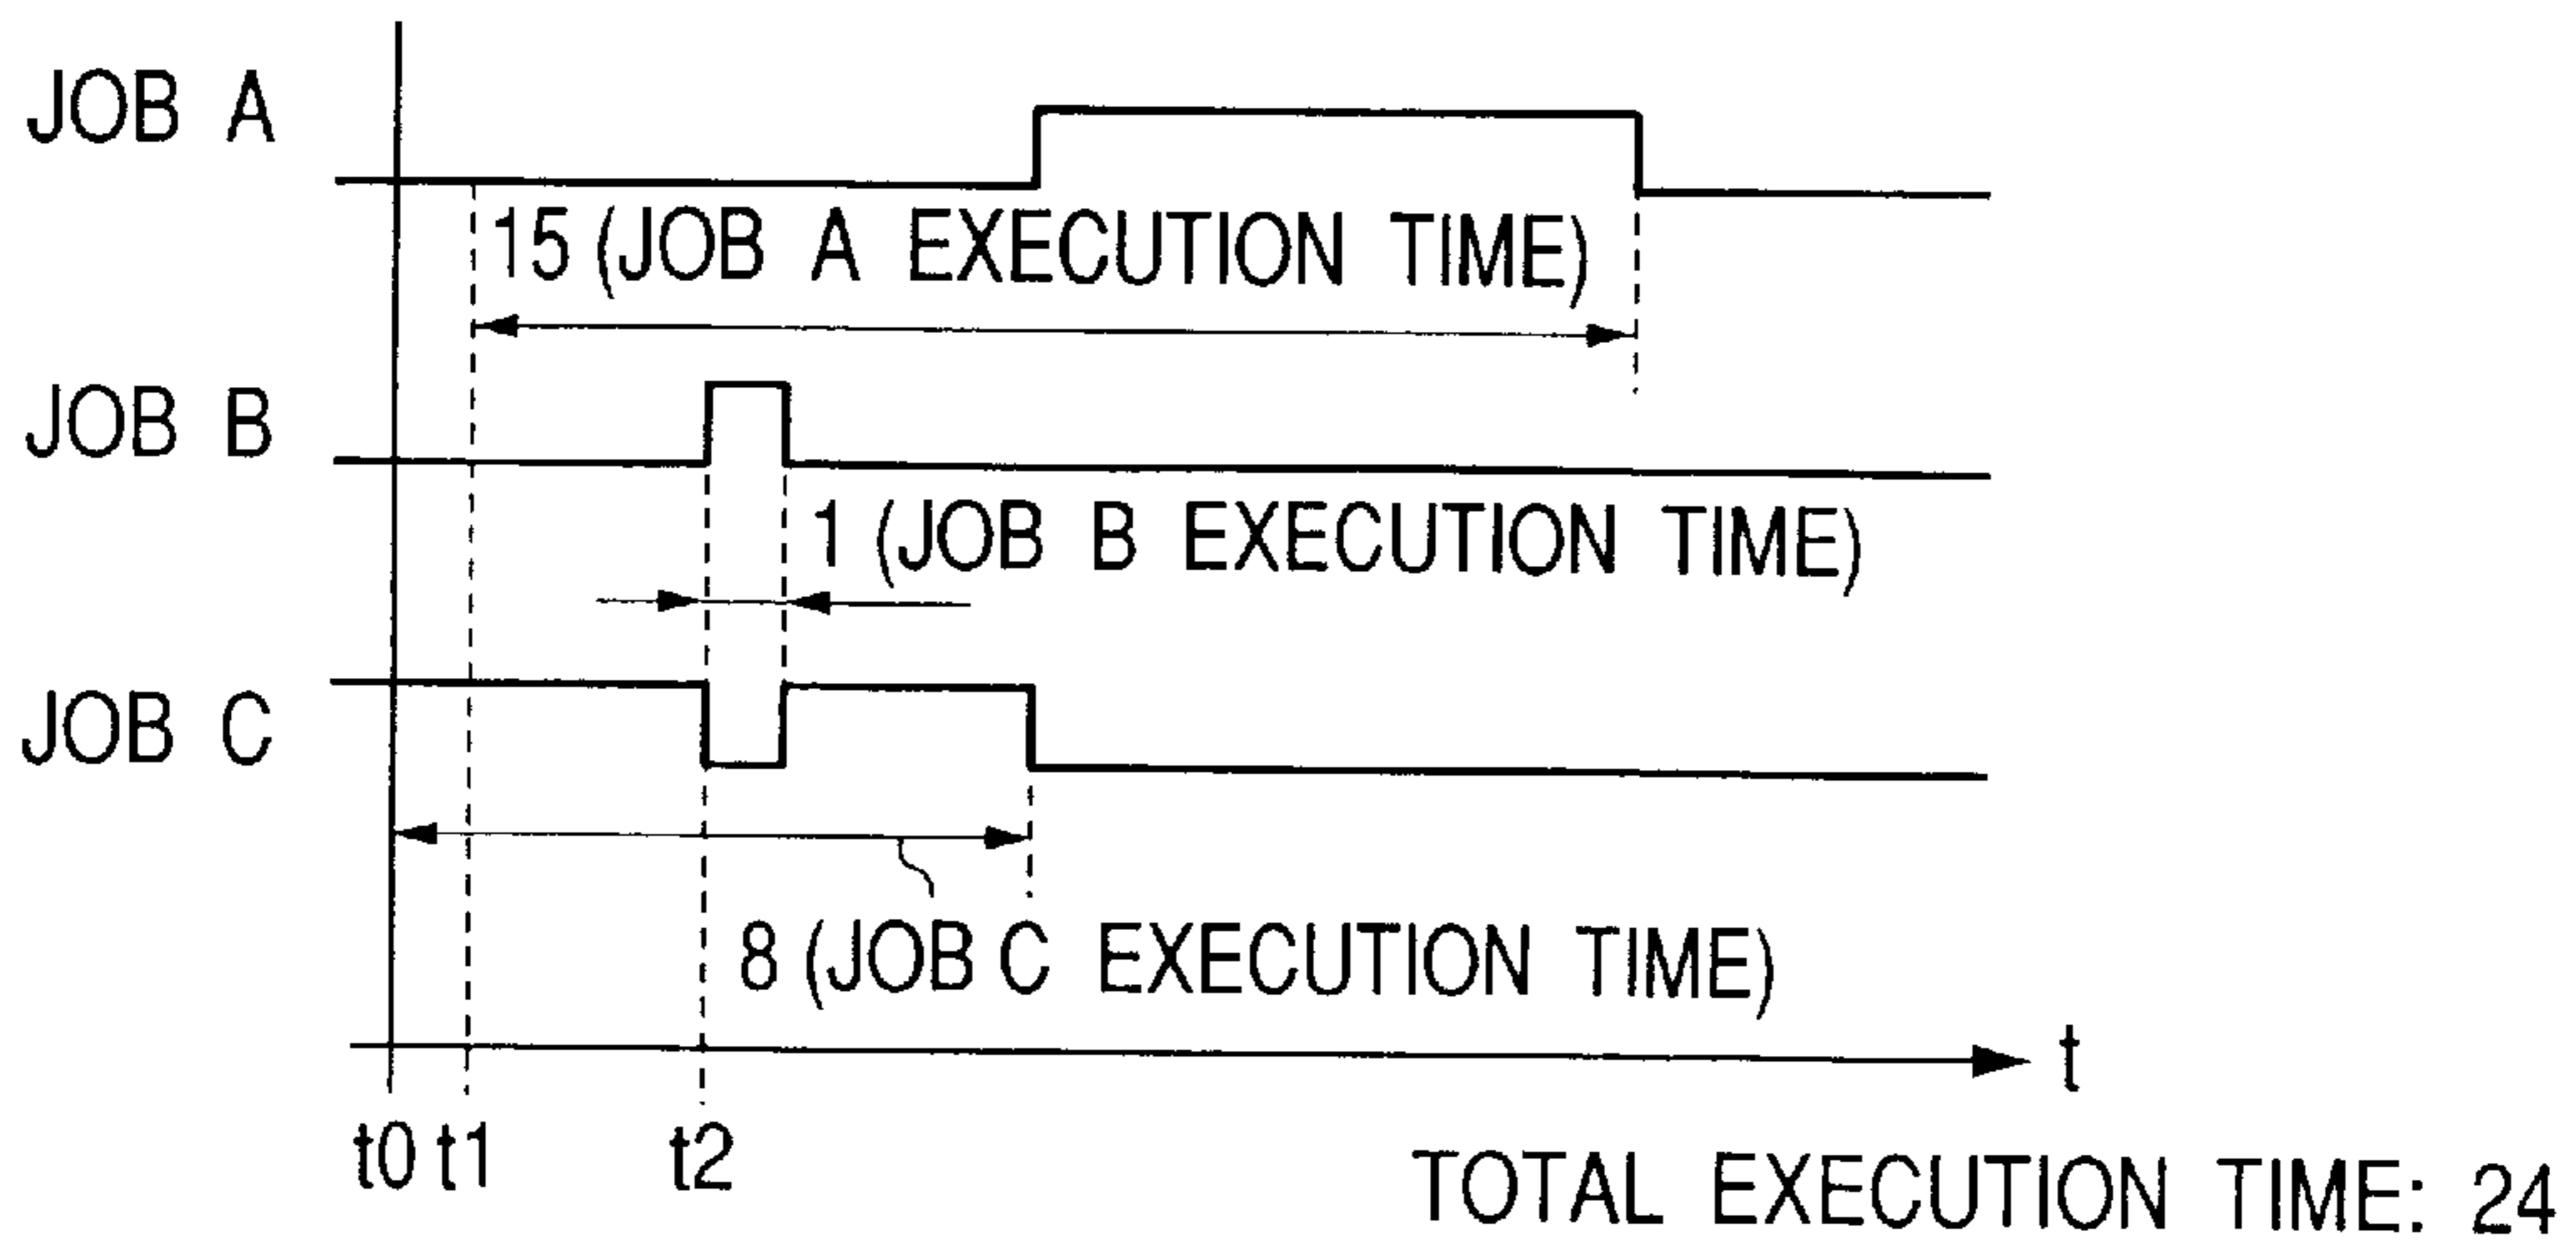 JOB A
15 (JOB A EXECUTION TIME)
JOB B
1 (JOB B EXECUTION TIME)
JOB C
8 (JOB C EXECUTION TIME)
t
t0 t1 t2
TOTAL EXECUTION TIME: 24